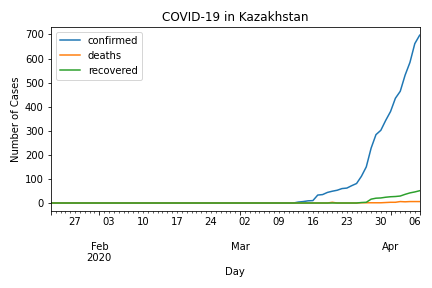 COVID-19 in Kazakhstan
confirmed
deaths
recovered
Number of Cases
700
600
500
400
300
200
100
0
27 03 10 17 24 02 09 16 23 30 06
Feb Mar Apr
2020
Day